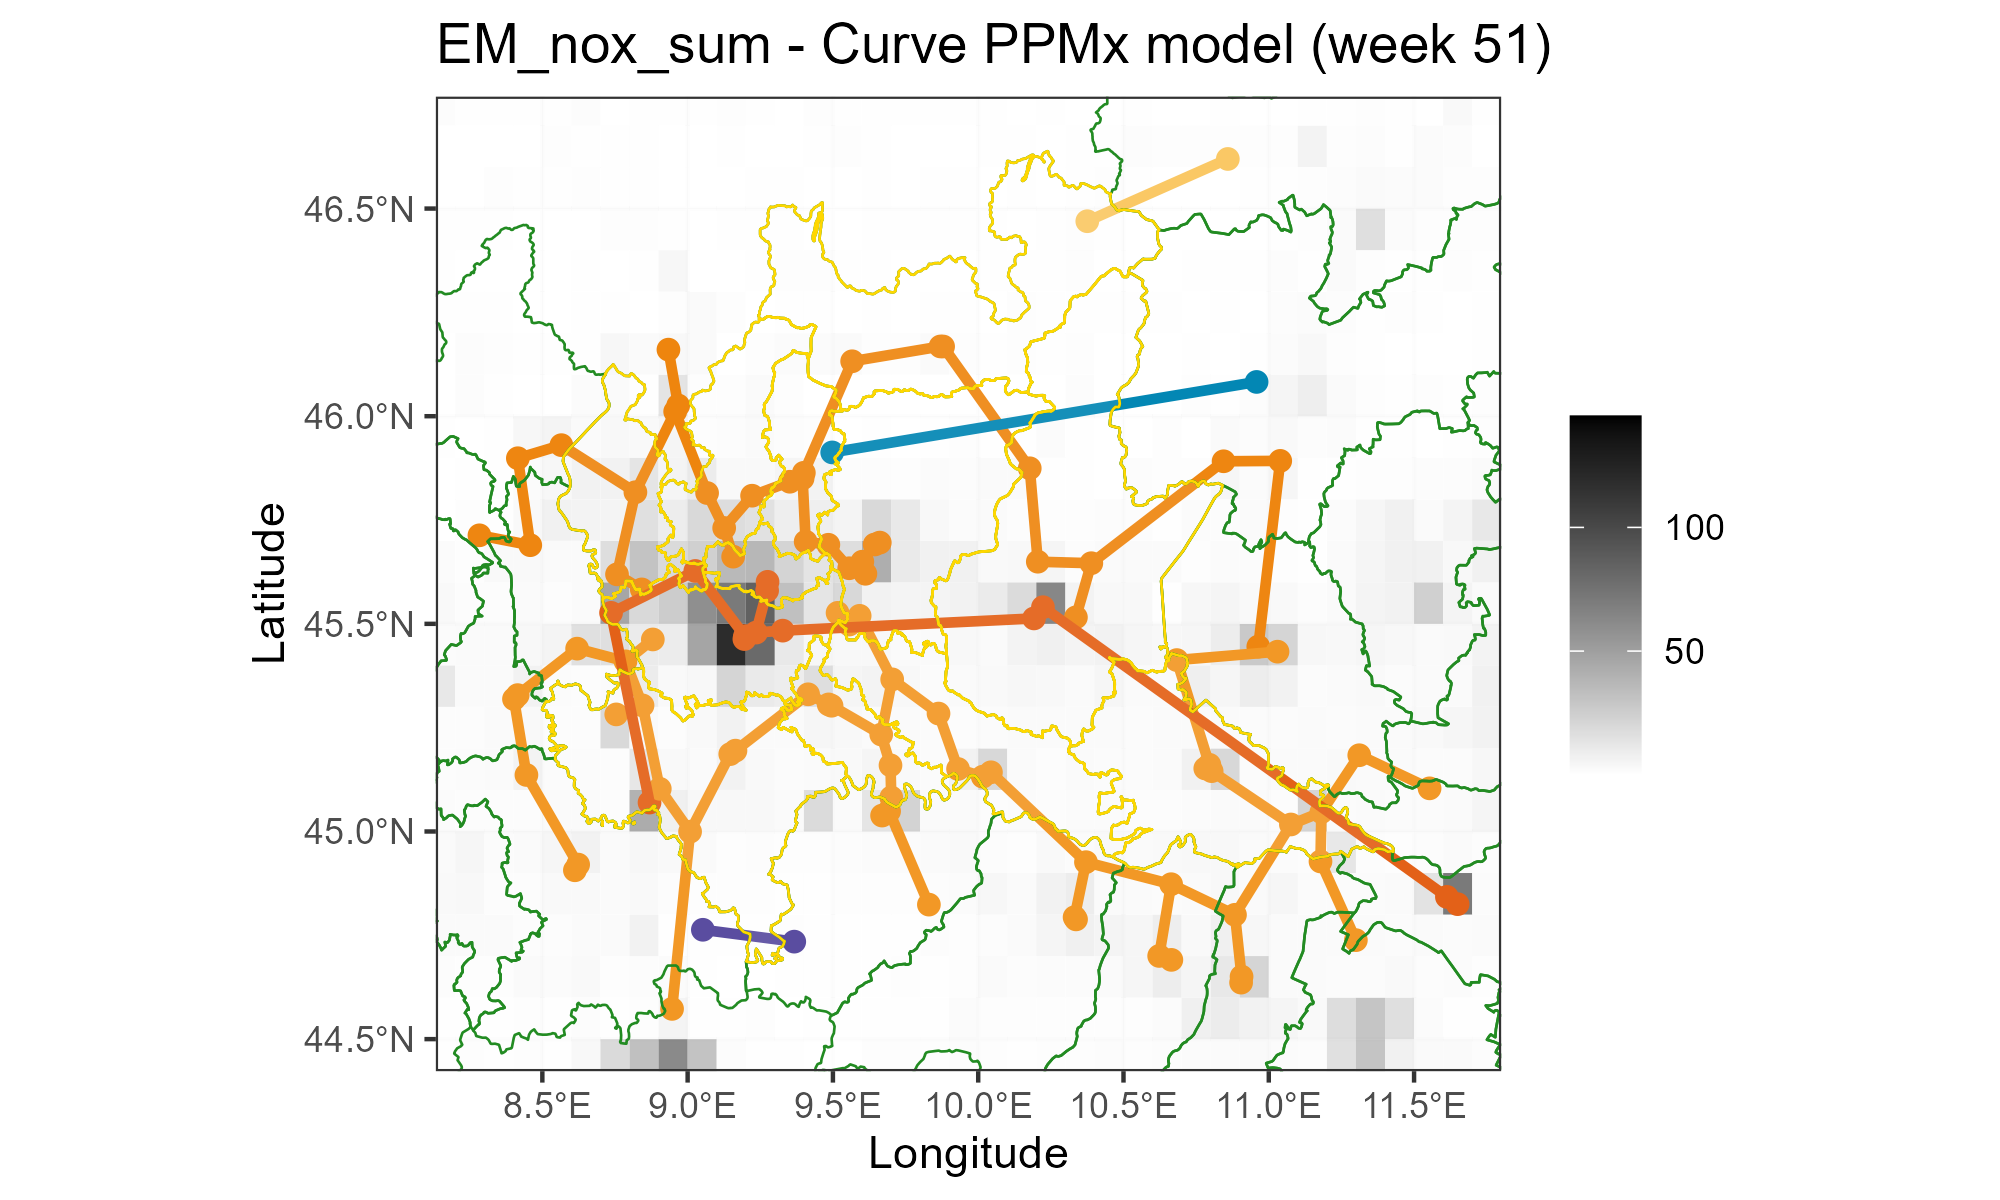 EM_nox_sum - Curve PPMx model (week 51)
46.5°N
46.0°N
45.5°N
45.0°N
44.5°N
Latitude
8.5°E 9.0°E 9.5°E 10.0°E 10.5°E 11.0°E 11.5°E
Longitude
100
50